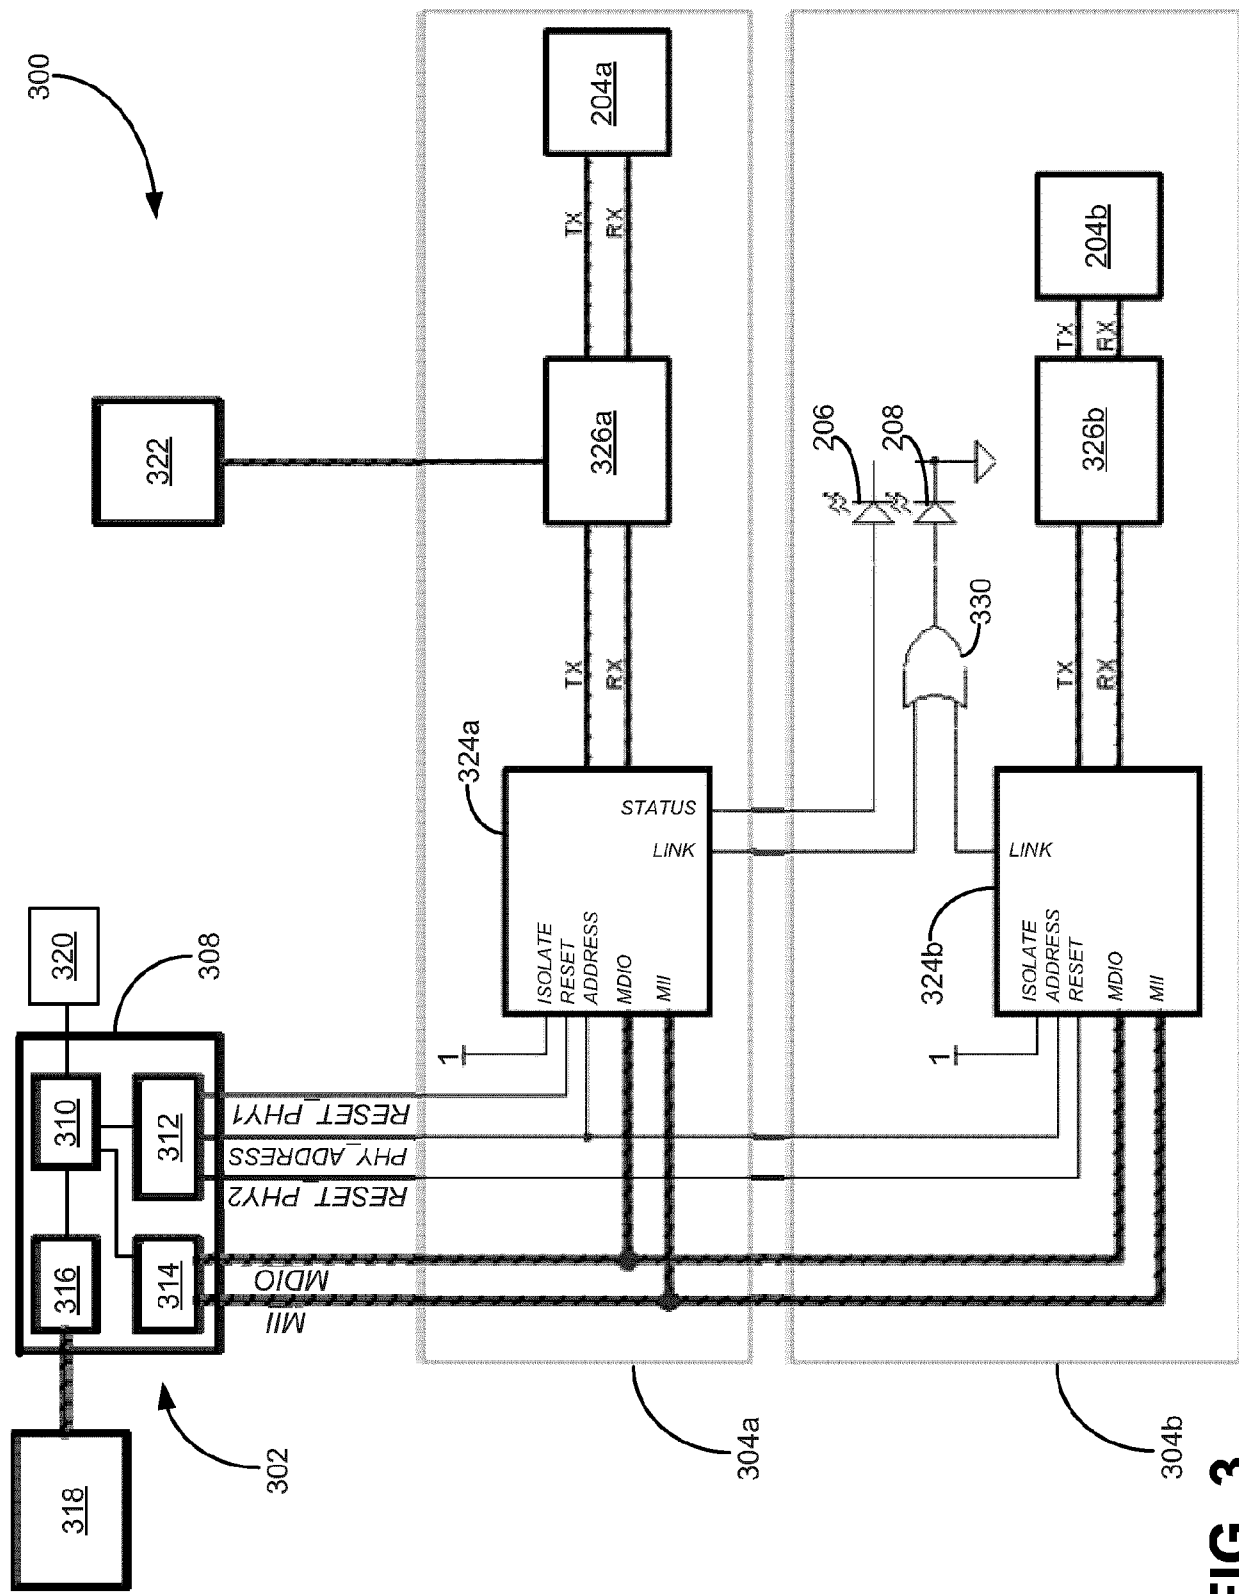 300
322
320
308
310
312
316
314
318
302
RESET_PHY1
PHY_ADDRESS
RESET_PHY2
MDIO
MII
204a
TX
RX
326a
TX
RX
324a
STATUS
LINK
ISOLATE
RESET
ADDRESS
MDIO
MII
1
304a
204b
TX
RX
326b
206
208
330
TX
RX
324b
LINK
ISOLATE
ADDRESS
RESET
MDIO
MII
1
304b
FIG. 3